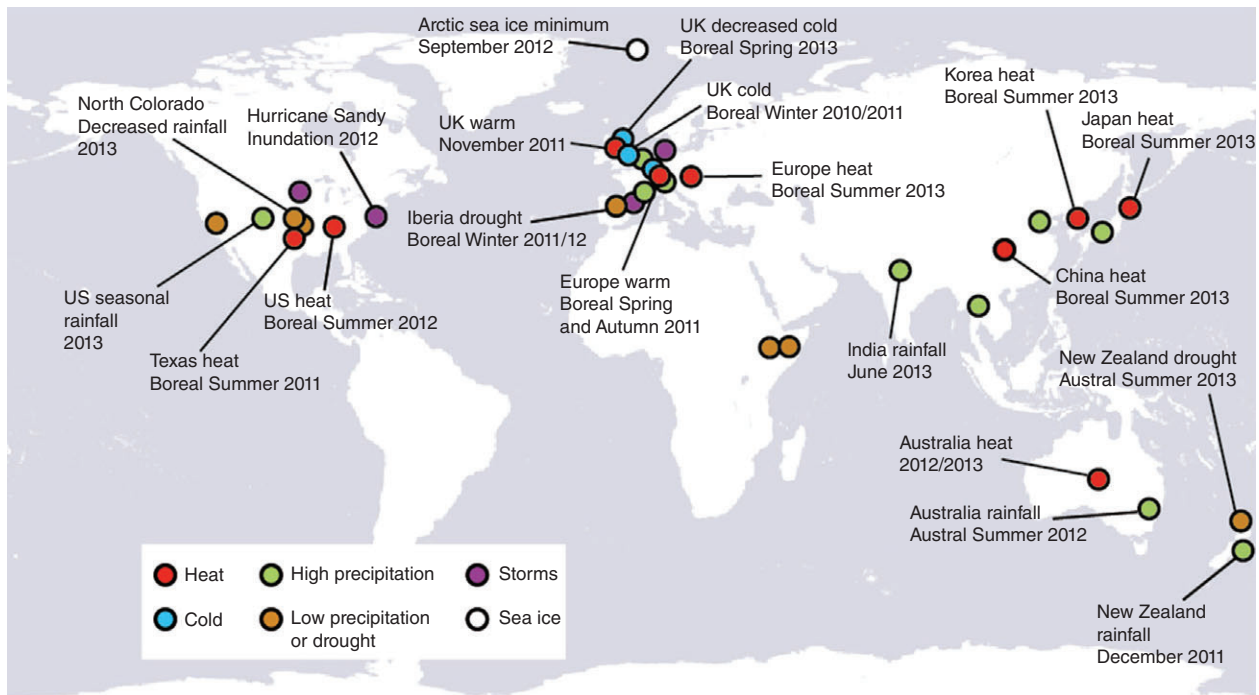 Arctic sea ice minimum
September 2012
UK decreased cold
Boreal Spring 2013
North Colorado
Decreased rainfall
2013
Hurricane Sandy
Inundation 2012
UK warm
November 2011
UK cold
Boreal Winter 2010/2011
Korea heat
Boreal Summer 2013
Japan heat
Boreal Summer 2013
Europe heat
Boreal Summer 2013
Iberia drought
Boreal Winter 2011/12
US seasonal
rainfall
2013
US heat
Boreal Summer 2012
Europe warm
Boreal Spring
and Autumn 2011
China heat
Boreal Summer 2013
Texas heat
Boreal Summer 2011
India rainfall
June 2013
New Zealand drought
Austral Summer 2013
Australia heat
2012/2013
Australia rainfall
Austral Summer 2012
New Zealand
rainfall
December 2011
Heat
High precipitation
Storms
Cold
Low precipitation
or drought
Sea ice